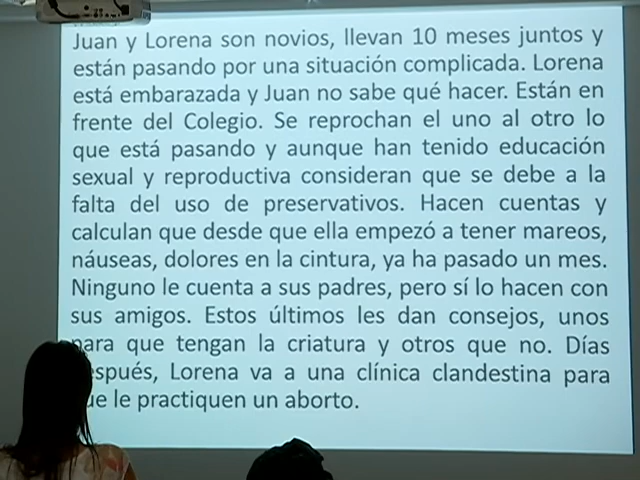 Juan y Lorena son novios, llevan 10 meses juntos y
están pasando por una situación complicada. Lorena
está embarazada y Juan no sabe qué hacer. Están en
frente del Colegio. Se reprochan el uno al otro lo
que está pasando y aunque han tenido educación
sexual y reproductiva consideran que se debe a la
falta del uso de preservativos. Hacen cuentas y
calculan que desde que ella empezó a tener mareos,
náuseas, dolores en la cintura, ya ha pasado un mes.
Ninguno le cuenta a sus padres, pero sí lo hacen con
sus amigos. Estos últimos les dan consejos, unos
para que tengan la criatura y otros que no. Días
después, Lorena va a una clínica clandestina para
que le practiquen un aborto.